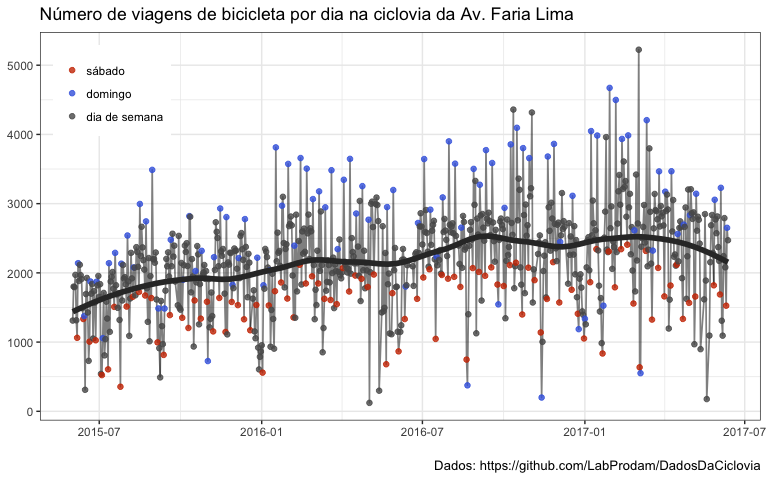 Número de viagens de bicicleta por dia na ciclovia da Av. Faria Lima
5000
4000
3000
2000
1000
0
sábado
domingo
dia de semana
2015-07
2016-01
2016-07
2017-01
2017-07
Dados: https://github.com/LabProdam/DadosDaCiclovia